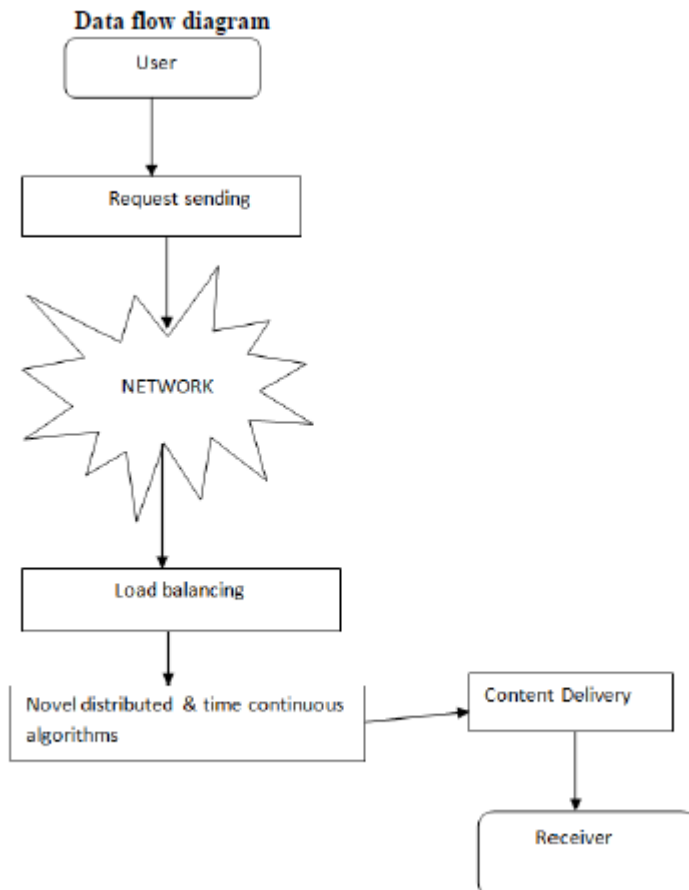 Data flow diagram
User
Request sending
NETWORK
Load balancing
Novel distributed & time continuous
algorithms
Content Delivery
Receiver